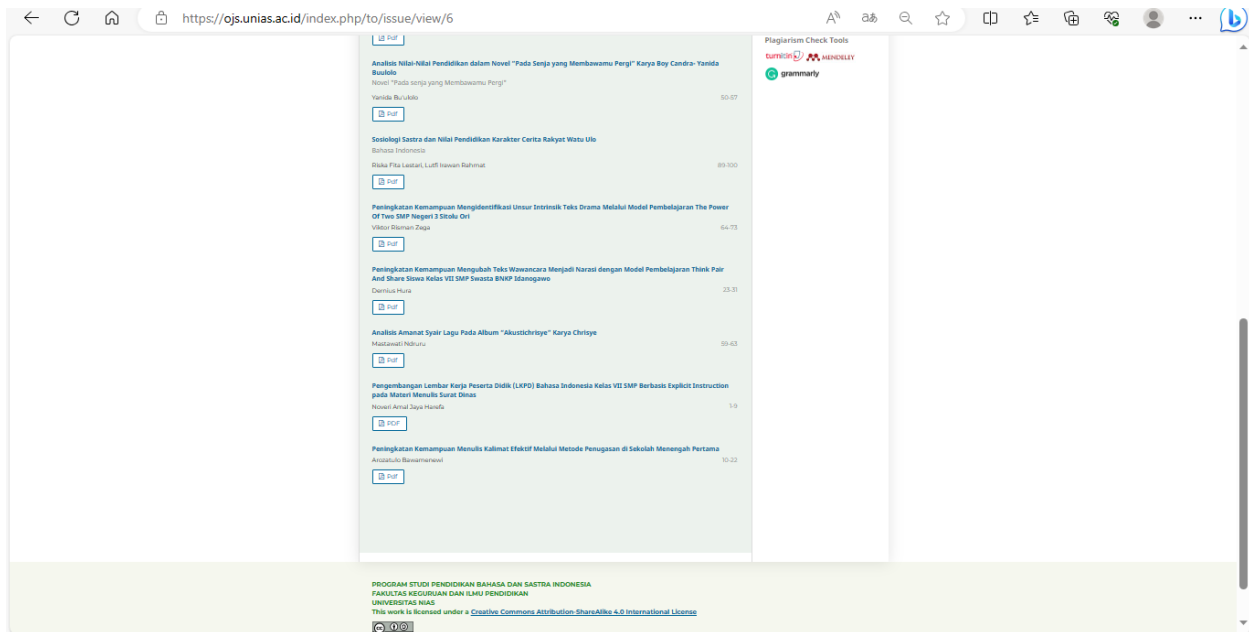 https://ojs.unias.ac.id/index.php/to/issue/view/6
Pdf
Analisis Nilai-Nilai Pendidikan dalam Novel "Pada Senja yang Membawamu Pergi" Karya Boy Candra- Yanida
Buulolo
Novel "Pada senja yang Membawamu Pergi"
Yanida Bu'ulolo
50-57
Pdf
Sosiologi Sastra dan Nilai Pendidikan Karakter Cerita Rakyat Watu Ulo
Bahasa Indonesia
Riska Fita Lestari, Lutfi Irawan Rahmat
89-100
Pdf
Peningkatan Kemampuan Mengidentifikasi Unsur Intrinsik Teks Drama Melalui Model Pembelajaran The Power
Of Two SMP Negeri 3 Sitolu Ori
Viktor Risman Zega
64-73
Pdf
Peningkatan Kemampuan Mengubah Teks Wawancara Menjadi Narasi dengan Model Pembelajaran Think Pair
And Share Siswa Kelas VII SMP Swasta BNKP Idanogawo
Dernius Hura
23-31
Pdf
Analisis Amanat Syair Lagu Pada Album "Akustichrisye" Karya Chrisye
Mastawati Ndruru
59-63
Pdf
Pengembangan Lembar Kerja Peserta Didik (LKPD) Bahasa Indonesia Kelas VII SMP Berbasis Explicit Instruction
pada Materi Menulis Surat Dinas
Noveri Amal Jaya Harefa
1-9
PDF
Peningkatan Kemampuan Menulis Kalimat Efektif Melalui Metode Penugasan di Sekolah Menengah Pertama
Arozatulo Bawamenewi
10-22
Pdf
Plagiarism Check Tools
turnitin
MENDELEY
grammarly
PROGRAM STUDI PENDIDIKAN BAHASA DAN SASTRA INDONESIA
FAKULTAS KEGURUAN DAN ILMU PENDIDIKAN
UNIVERSITAS NIAS
This work is licensed under a Creative Commons Attribution-ShareAlike 4.0 International License